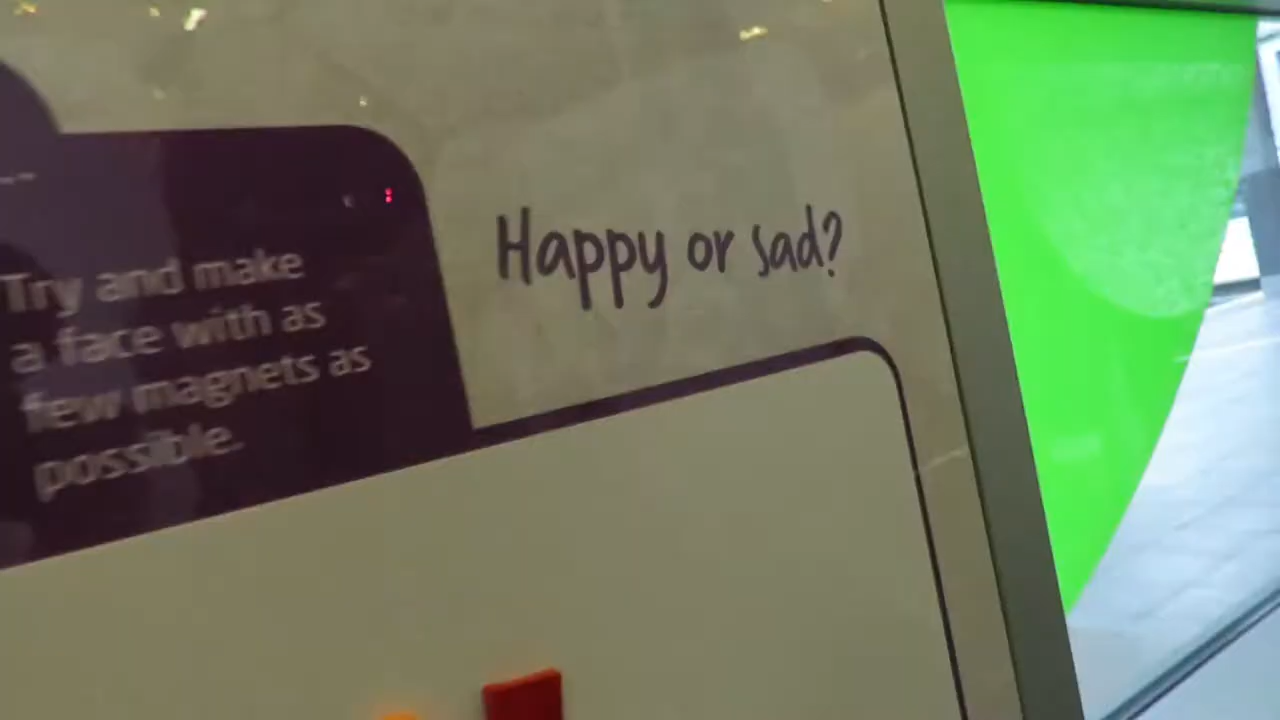 Try and make
a face with as
few magnets as
possible.
Happy or sad?